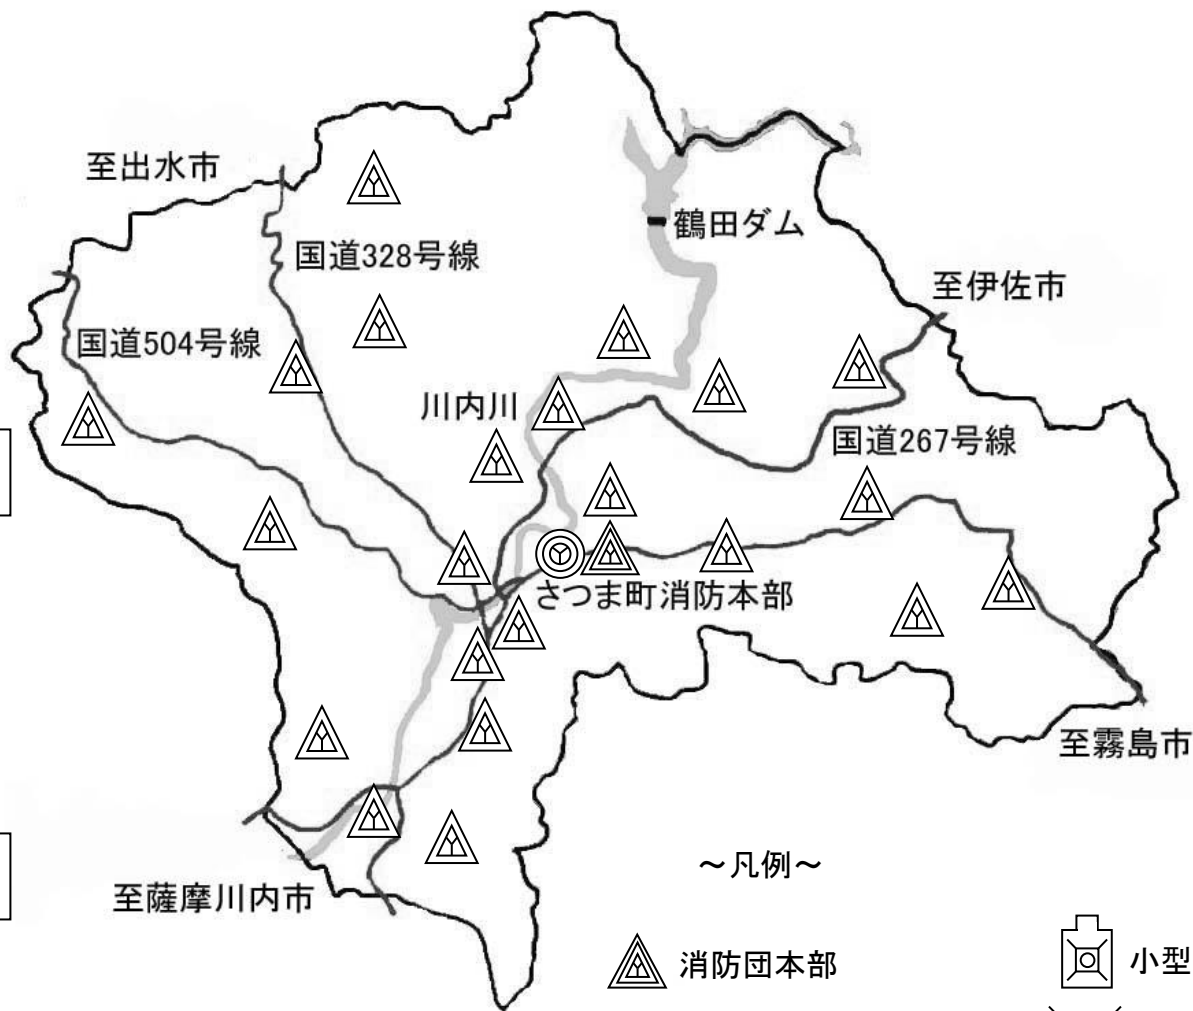 至出水市
国道328号線
鶴田ダム
至伊佐市
国道504号線
川内川
国道267号線
さつま町消防本部
至霧島市
至薩摩川内市
～凡例～
消防団本部
小型